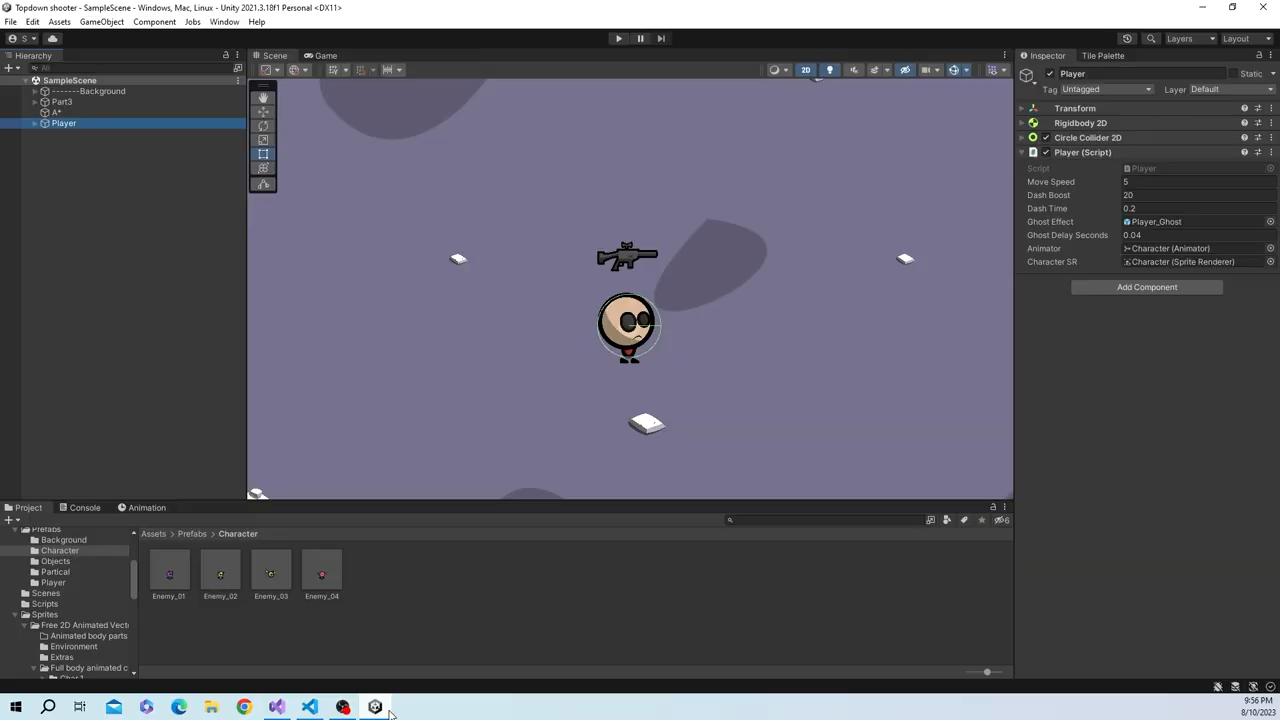 Topdown shooter - SampleScene - Windows, Mac, Linux - Unity 2021.3.18f1 Personal <DX11>
File Edit Assets GameObject Component Jobs Window Help
S Layers Layout
Hierarchy Scene Game Inspector Tile Palette
All 2D Player Static
SampleScene Tag Untagged Layer Default
-------Background
Part3 Transform
A* Rigidbody 2D
Player Circle Collider 2D
Player (Script)
Script Player
Move Speed 5
Dash Boost 20
Dash Time 0.2
Ghost Effect Player_Ghost
Ghost Delay Seconds 0.04
Animator Character (Animator)
Character SR Character (Sprite Renderer)
Add Component
Project Console Animation
6
Prefabs Assets > Prefabs > Character
Background
Character
Objects
Partical
Player
Scenes Enemy_01 Enemy_02 Enemy_03 Enemy_04
Scripts
Sprites
Free 2D Animated Vect
Animated body parts
Environment
Extras
Full body animated c
Char 1
9:56 PM
8/10/2023